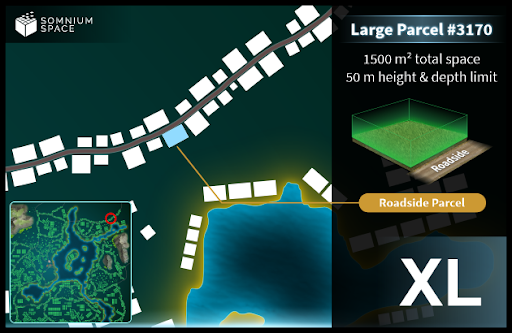 SOMNIUM
SPACE
Large Parcel #3170
1500 m² total space
50 m height & depth limit
Roadside
Roadside Parcel
XL